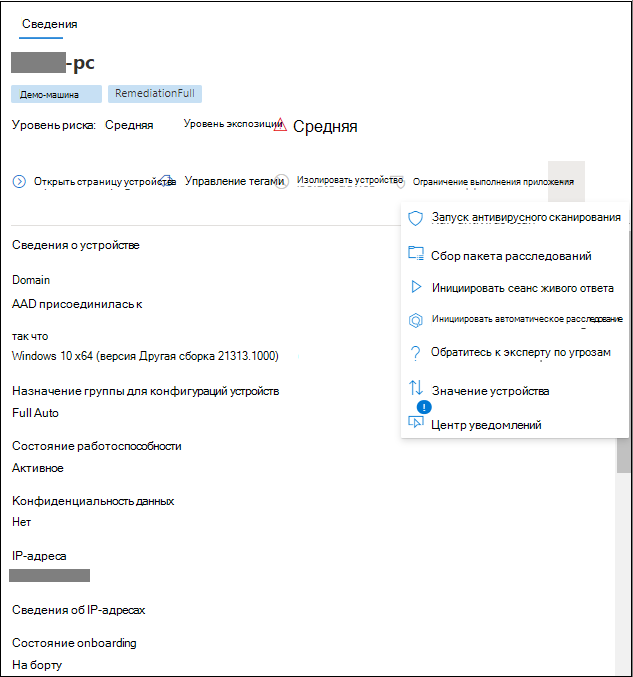 Сведения
-pc
Демо-машина RemediationFull
Уровень риска: Средняя Уровень экспозиции Средняя
Открыть страницу устройства Управление тегами Изолировать устройство Ограничение выполнения приложения
Запуск антивирусного сканирования
Сбор пакета расследований
Инициировать сеанс живого ответа
Инициировать автоматическое расследование
Обратитесь к эксперту по угрозам
Значение устройства
Центр уведомлений
Сведения о устройстве
Domain
AAD присоединилась к
так что
Windows 10 x64 (версия Другая сборка 21313.1000)
Назначение группы для конфигураций устройств
Full Auto
Состояние работоспособности
Активное
Конфиденциальность данных
Нет
IP-адреса
Сведения об IP-адресах
Состояние onboarding
На борту